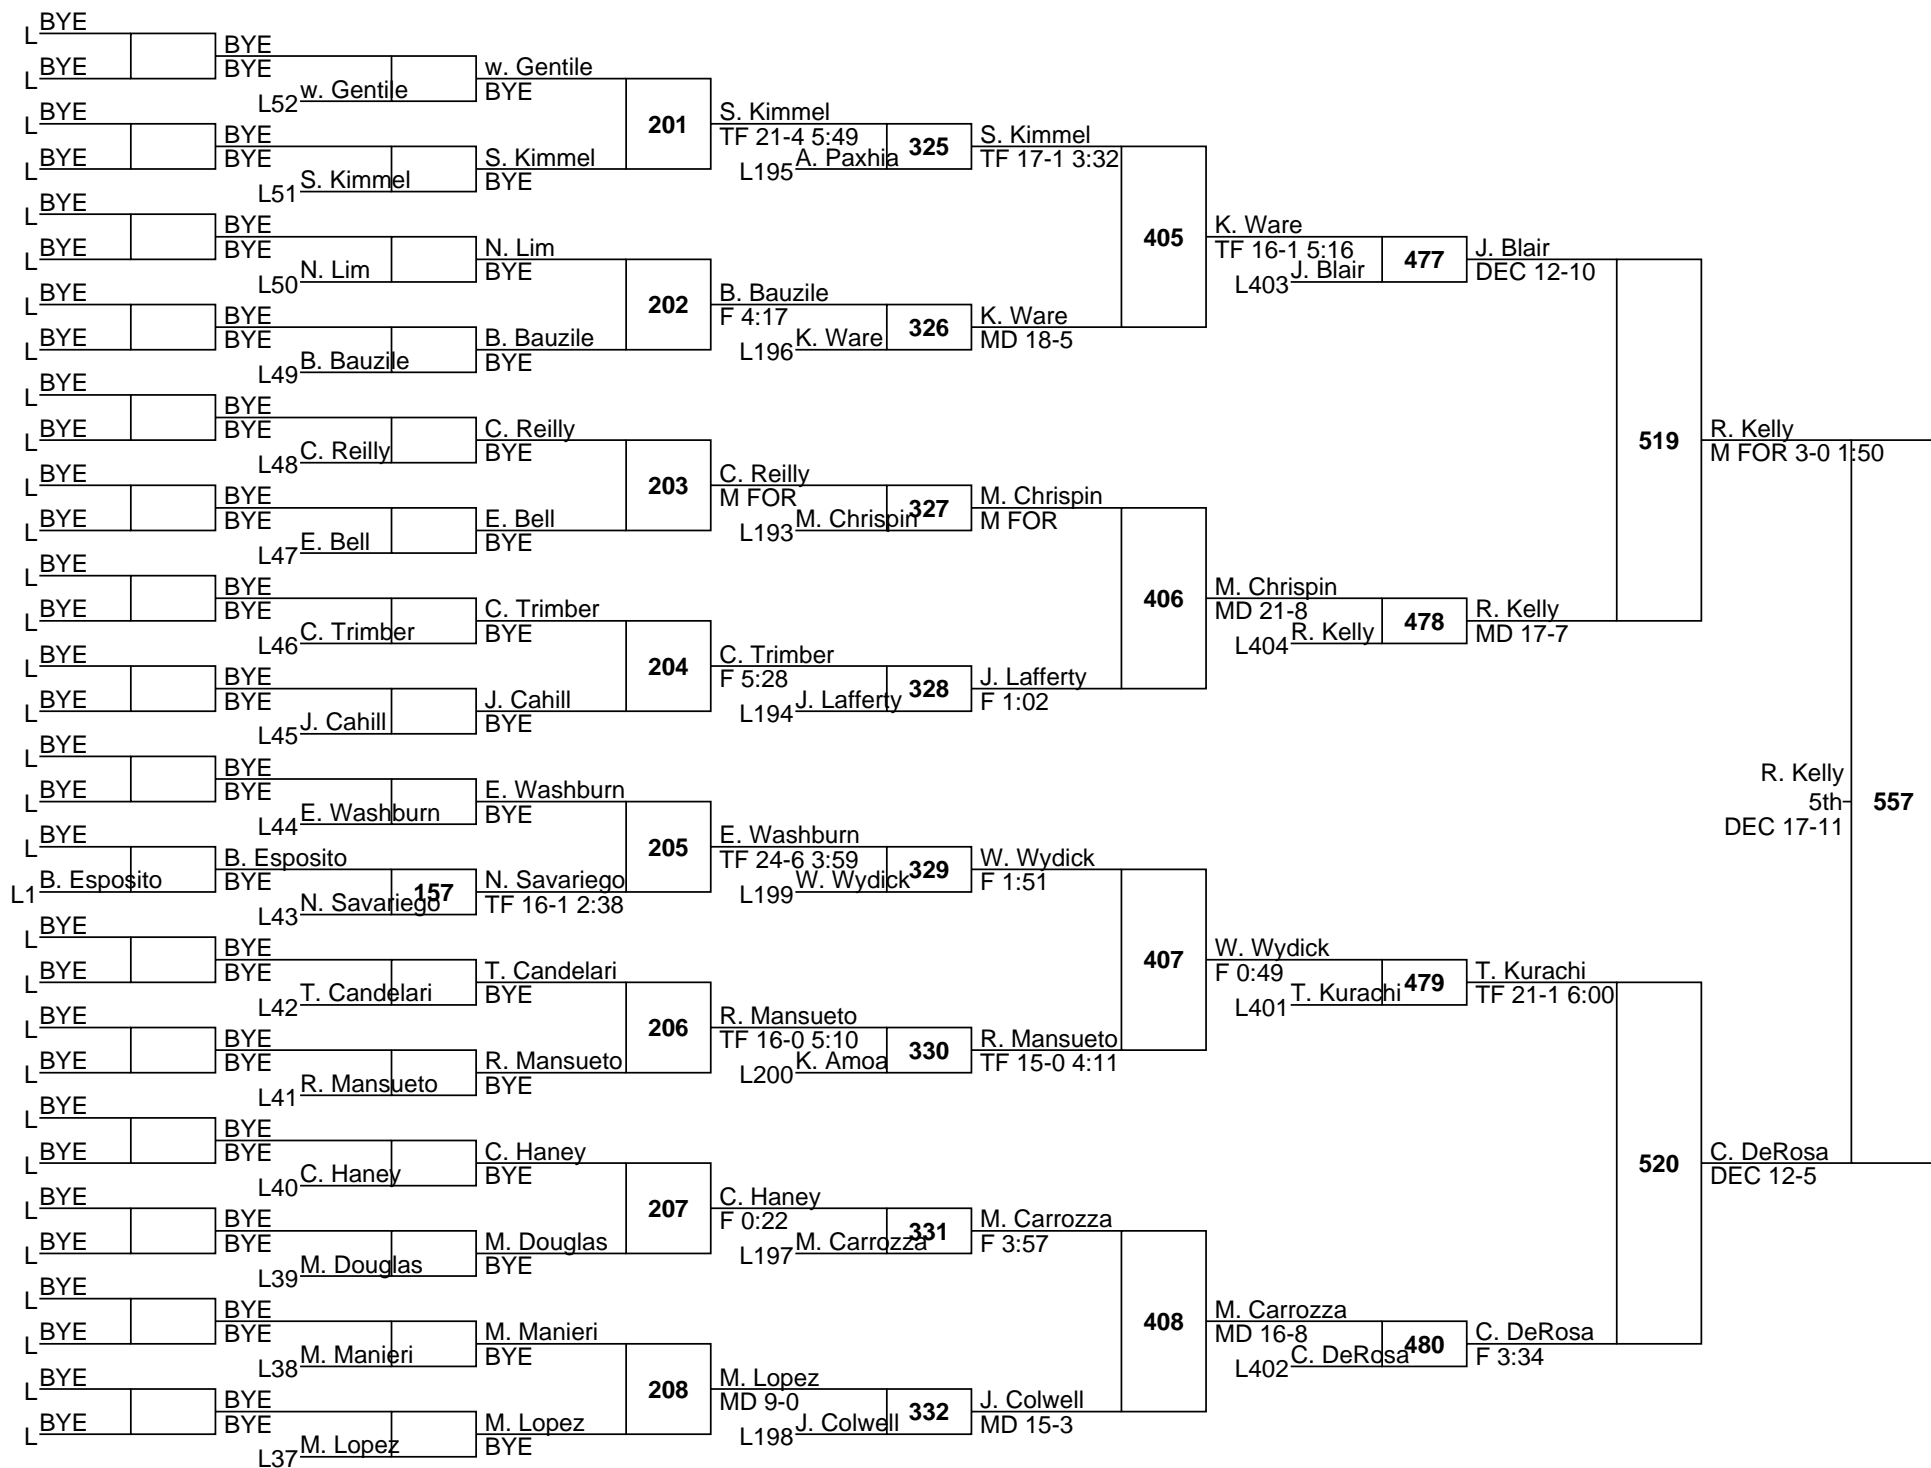 L BYE
L BYE
BYE
BYE
L52 w. Gentile
w. Gentile
BYE
L BYE
L BYE
BYE
BYE
L51 S. Kimmel
S. Kimmel
BYE
201
S. Kimmel
TF 21-4 5:49
L195 A. Paxhia
325
S. Kimmel
TF 17-1 3:32
L BYE
L BYE
BYE
BYE
L50 N. Lim
N. Lim
BYE
L BYE
L BYE
BYE
BYE
L49 B. Bauzile
B. Bauzile
BYE
202
B. Bauzile
F 4:17
L196 K. Ware
326
K. Ware
MD 18-5
405
K. Ware
TF 16-1 5:16
L403 J. Blair
477
J. Blair
DEC 12-10
L BYE
L BYE
BYE
BYE
L48 C. Reilly
C. Reilly
BYE
L BYE
L BYE
BYE
BYE
L47 E. Bell
E. Bell
BYE
203
C. Reilly
M FOR
L193 M. Chrispin
327
M. Chrispin
M FOR
L BYE
L BYE
BYE
BYE
L46 C. Trimber
C. Trimber
BYE
L BYE
L BYE
BYE
BYE
L45 J. Cahill
J. Cahill
BYE
204
C. Trimber
F 5:28
L194 J. Lafferty
328
J. Lafferty
F 1:02
406
M. Chrispin
MD 21-8
L404 R. Kelly
478
R. Kelly
MD 17-7
519
R. Kelly
M FOR 3-0 1:50
L BYE
L BYE
BYE
BYE
L44 E. Washburn
E. Washburn
BYE
L BYE
L1 B. Esposito
B. Esposito
BYE
L43 N. Savariego
157
N. Savariego
TF 16-1 2:38
205
E. Washburn
TF 24-6 3:59
L199 W. Wydick
329
W. Wydick
F 1:51
L BYE
L BYE
BYE
BYE
L42 T. Candelari
T. Candelari
BYE
L BYE
L BYE
BYE
BYE
L41 R. Mansueto
R. Mansueto
BYE
206
R. Mansueto
TF 16-0 5:10
L200 K. Amoa
330
R. Mansueto
TF 15-0 4:11
407
W. Wydick
F 0:49
L401 T. Kurachi
479
T. Kurachi
TF 21-1 6:00
L BYE
L BYE
BYE
BYE
L40 C. Haney
C. Haney
BYE
L BYE
L BYE
BYE
BYE
L39 M. Douglas
M. Douglas
BYE
207
C. Haney
F 0:22
L197 M. Carrozza
331
M. Carrozza
F 3:57
L BYE
L BYE
BYE
BYE
L38 M. Manieri
M. Manieri
BYE
L BYE
L BYE
BYE
BYE
L37 M. Lopez
M. Lopez
BYE
208
M. Lopez
MD 9-0
L198 J. Colwell
332
J. Colwell
MD 15-3
408
M. Carrozza
MD 16-8
L402 C. DeRosa
480
C. DeRosa
F 3:34
520
C. DeRosa
DEC 12-5
R. Kelly
5th
DEC 17-11
557